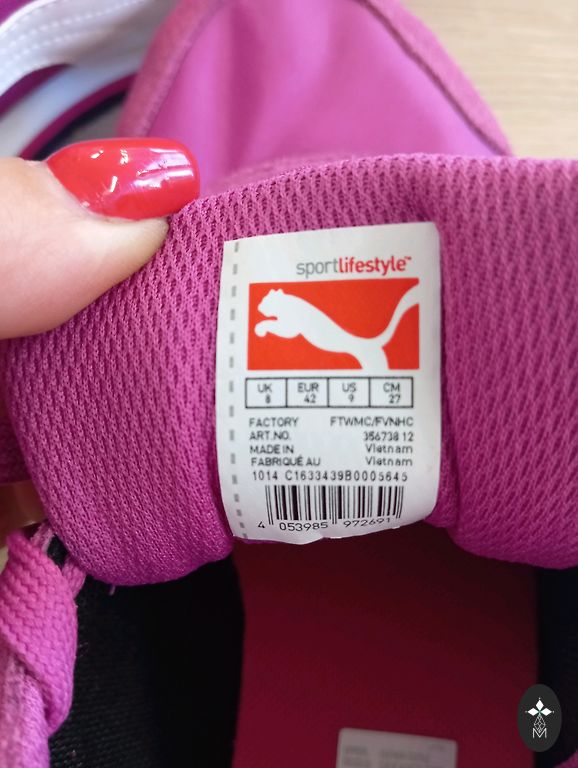 sportlifestyle™
UK EUR US CM
8 42 9 27
FACTORY FTWMC/FVNHC
ART.NO. 356738 12
MADE IN Vietnam
FABRIQUÉ AU Vietnam
1014 C1633439B0005645
4 053985 972691
M